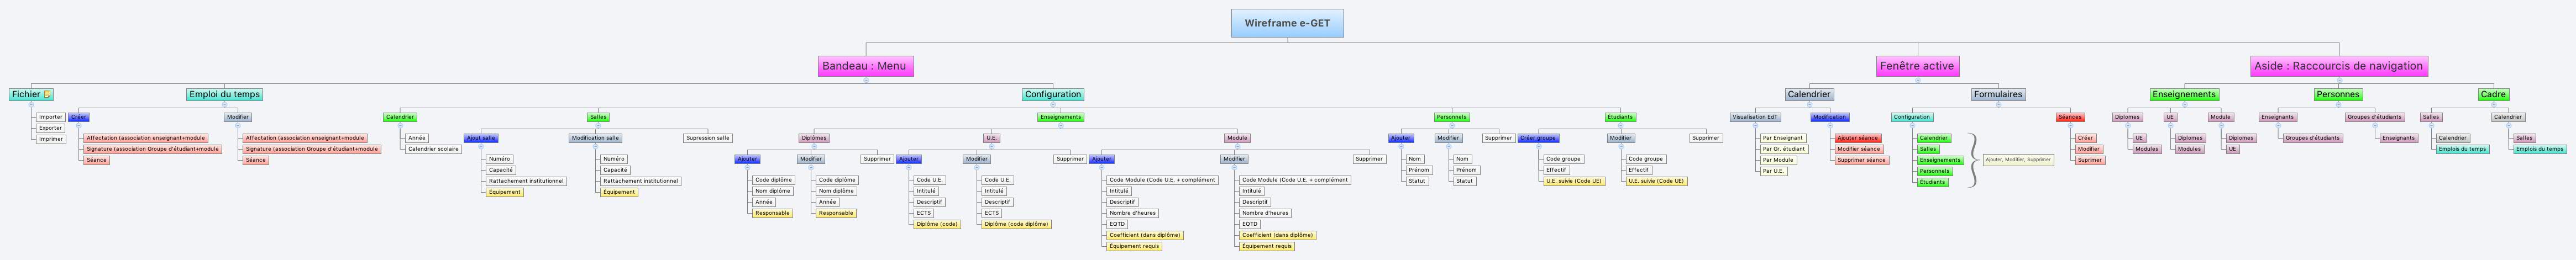 Wireframe e-GET
Bandeau : Menu
Fenêtre active
Aside : Raccourcis de navigation
Fichier
Importer
Exporter
Imprimer
Emploi du temps
Créer
Affectation (association enseignant+module
Signature (association Groupe d'étudiant+module
Séance
Modifier
Affectation (association enseignant+module
Signature (association Groupe d'étudiant+module
Séance
Configuration
Calendrier
Année
Calendrier scolaire
Salles
Ajout salle
Numéro
Capacité
Rattachement institutionnel
Équipement
Modification salle
Numéro
Capacité
Rattachement institutionnel
Équipement
Supression salle
Enseignements
Diplômes
Ajouter
Code diplôme
Nom diplôme
Année
Responsable
Modifier
Code diplôme
Nom diplôme
Année
Responsable
Supprimer
U.E.
Ajouter
Code U.E.
Intitulé
Descriptif
ECTS
Diplôme (code)
Modifier
Code U.E.
Intitulé
Descriptif
ECTS
Diplôme (code diplôme)
Supprimer
Module
Ajouter
Code Module (Code U.E. + complément
Intitulé
Descriptif
Nombre d'heures
EQTD
Coefficient (dans diplôme)
Équipement requis
Modifier
Code Module (Code U.E. + complément
Intitulé
Descriptif
Nombre d'heures
EQTD
Coefficient (dans diplôme)
Équipement requis
Supprimer
Personnels
Ajouter
Nom
Prénom
Statut
Modifier
Nom
Prénom
Statut
Supprimer
Étudiants
Créer groupe
Code groupe
Effectif
U.E. suivie (Code UE)
Modifier
Code groupe
Effectif
U.E. suivie (Code UE)
Supprimer
Calendrier
Visualisation EdT
Par Enseignant
Par Gr. étudiant
Par Module
Par U.E.
Modification
Ajouter séance
Modifier séance
Supprimer séance
Formulaires
Configuration
Calendrier
Salles
Enseignements
Personnels
Étudiants
Ajouter, Modifier, Supprimer
Séances
Créer
Modifier
Suprimer
Enseignements
Diplomes
UE
Modules
UE
Diplomes
Modules
Module
Diplomes
UE
Personnes
Enseignants
Groupes d'étudiants
Groupes d'étudiants
Enseignants
Cadre
Salles
Calendrier
Emplois du temps
Calendrier
Salles
Emplois du temps